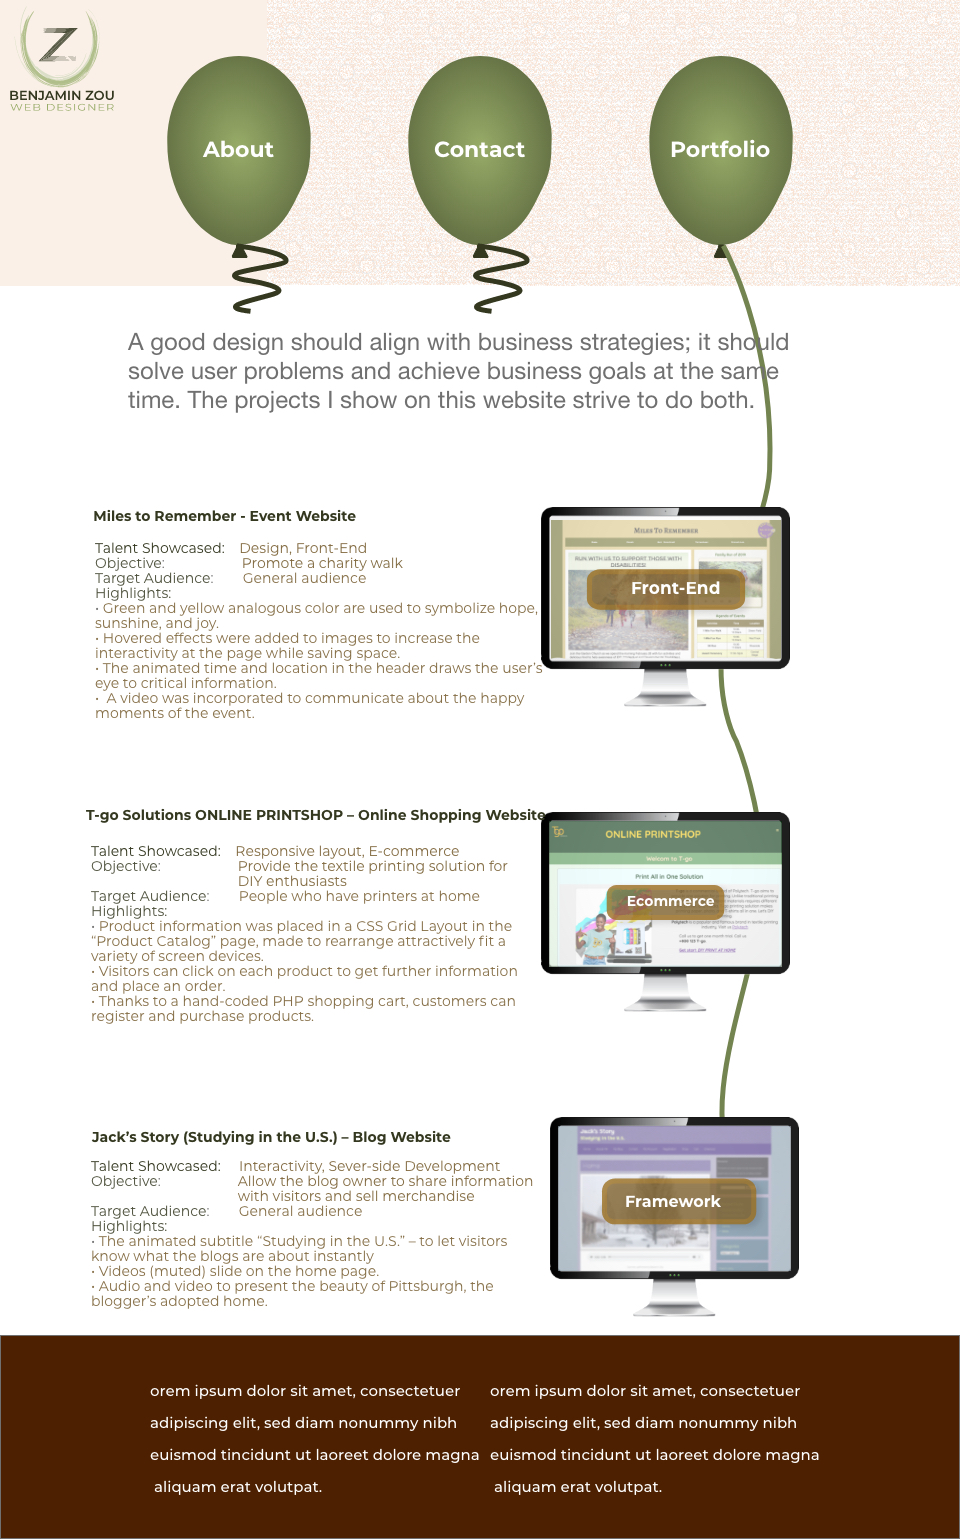 Z
BENJAMIN ZOU
WEB DESIGNER
About
Contact
Portfolio
A good design should align with business strategies; it should
solve user problems and achieve business goals at the same
time. The projects I show on this website strive to do both.
Miles to Remember - Event Website
Talent Showcased: Design, Front-End
Objective: Promote a charity walk
Target Audience: General audience
Highlights:
• Green and yellow analogous color are used to symbolize hope,
sunshine, and joy.
• Hovered effects were added to images to increase the
interactivity at the page while saving space.
• The animated time and location in the header draws the user’s
eye to critical information.
• A video was incorporated to communicate about the happy
moments of the event.
MILES TO REMEMBER
RUN WITH US TO SUPPORT THOSE WITH
DISABILITIES!
Front-End
T-go Solutions ONLINE PRINTSHOP – Online Shopping Website
Talent Showcased: Responsive layout, E-commerce
Objective: Provide the textile printing solution for
DIY enthusiasts
Target Audience: People who have printers at home
Highlights:
• Product information was placed in a CSS Grid Layout in the
“Product Catalog” page, made to rearrange attractively fit a
variety of screen devices.
• Visitors can click on each product to get further information
and place an order.
• Thanks to a hand-coded PHP shopping cart, customers can
register and purchase products.
T-go
ONLINE PRINTSHOP
Welcome to T-go
Print All in One Solution
Ecommerce
Get start DIY PRINT AT HOME
Jack’s Story (Studying in the U.S.) – Blog Website
Talent Showcased: Interactivity, Sever-side Development
Objective: Allow the blog owner to share information
with visitors and sell merchandise
Target Audience: General audience
Highlights:
• The animated subtitle “Studying in the U.S.” – to let visitors
know what the blogs are about instantly
• Videos (muted) slide on the home page.
• Audio and video to present the beauty of Pittsburgh, the
blogger’s adopted home.
Jack's Story
Studying in the U.S.
Framework
orem ipsum dolor sit amet, consectetuer
adipiscing elit, sed diam nonummy nibh
euismod tincidunt ut laoreet dolore magna
aliquam erat volutpat.
orem ipsum dolor sit amet, consectetuer
adipiscing elit, sed diam nonummy nibh
euismod tincidunt ut laoreet dolore magna
aliquam erat volutpat.